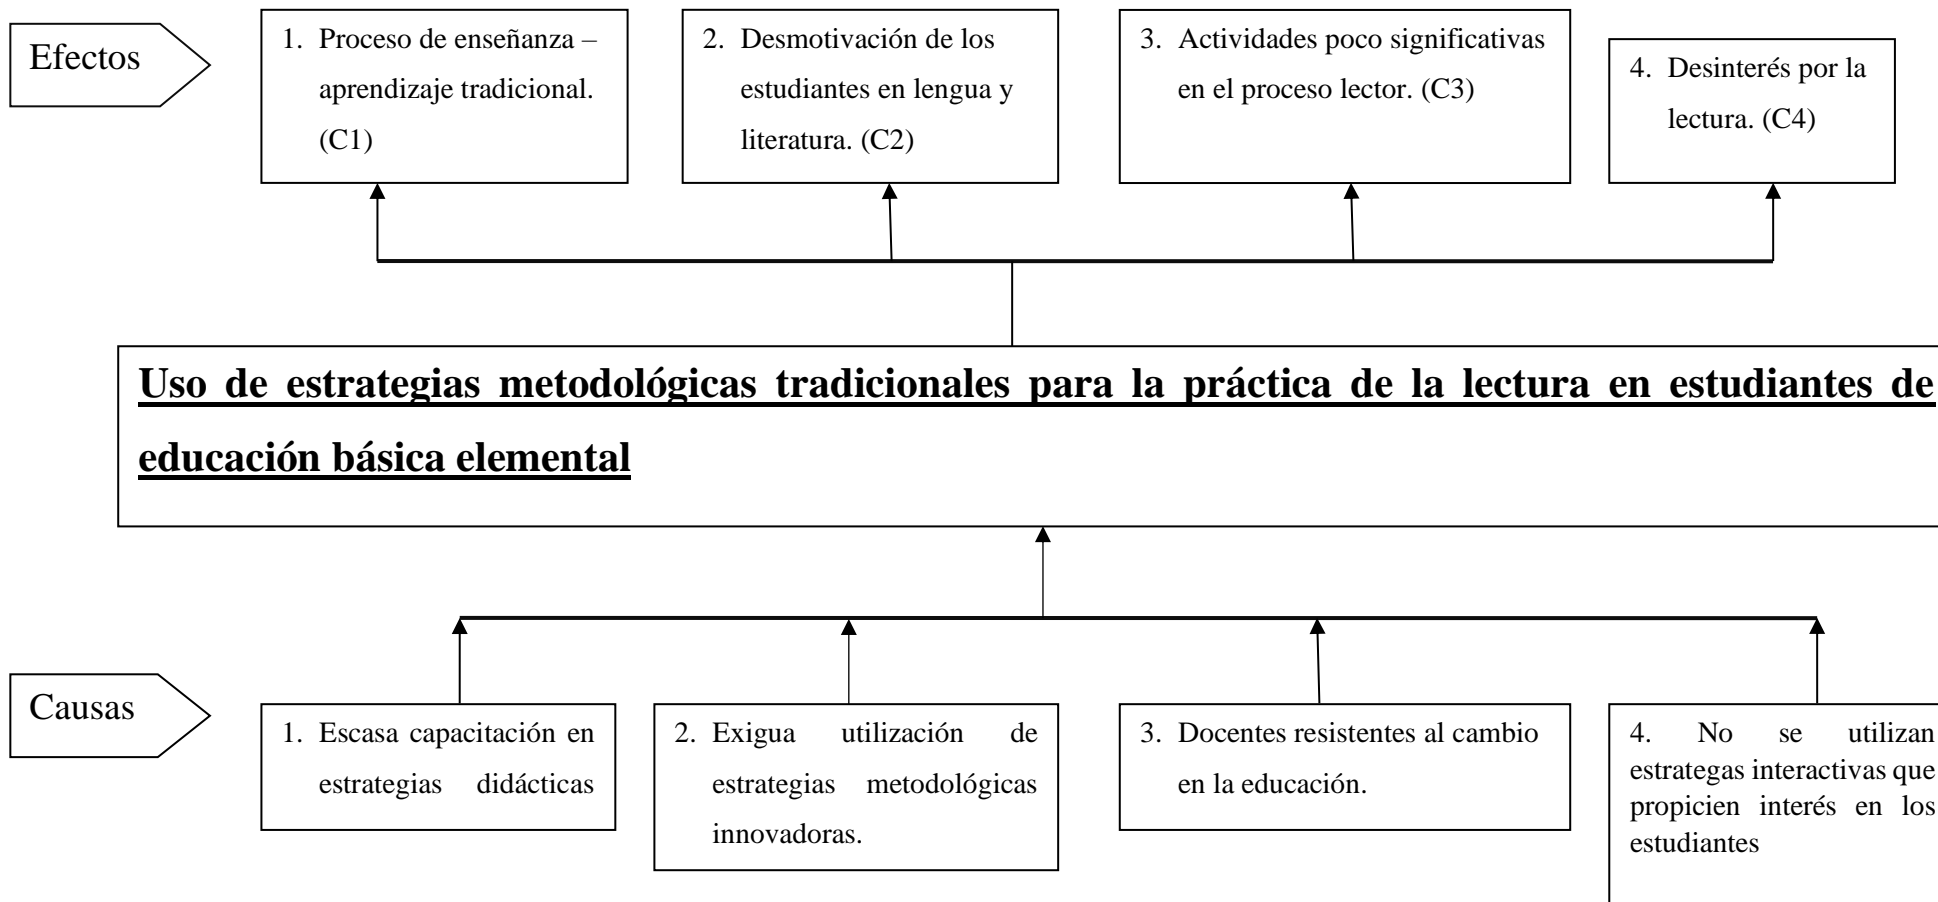 Efectos
1. Proceso de enseñanza –
aprendizaje tradicional.
(C1)
2. Desmotivación de los
estudiantes en lengua y
literatura. (C2)
3. Actividades poco significativas
en el proceso lector. (C3)
4. Desinterés por la
lectura. (C4)
Uso de estrategias metodológicas tradicionales para la práctica de la lectura en estudiantes de
educación básica elemental
Causas
1. Escasa capacitación en
estrategias didácticas
2. Exigua utilización de
estrategias metodológicas
innovadoras.
3. Docentes resistentes al cambio
en la educación.
4. No se utilizan
estrategas interactivas que
propicien interés en los
estudiantes